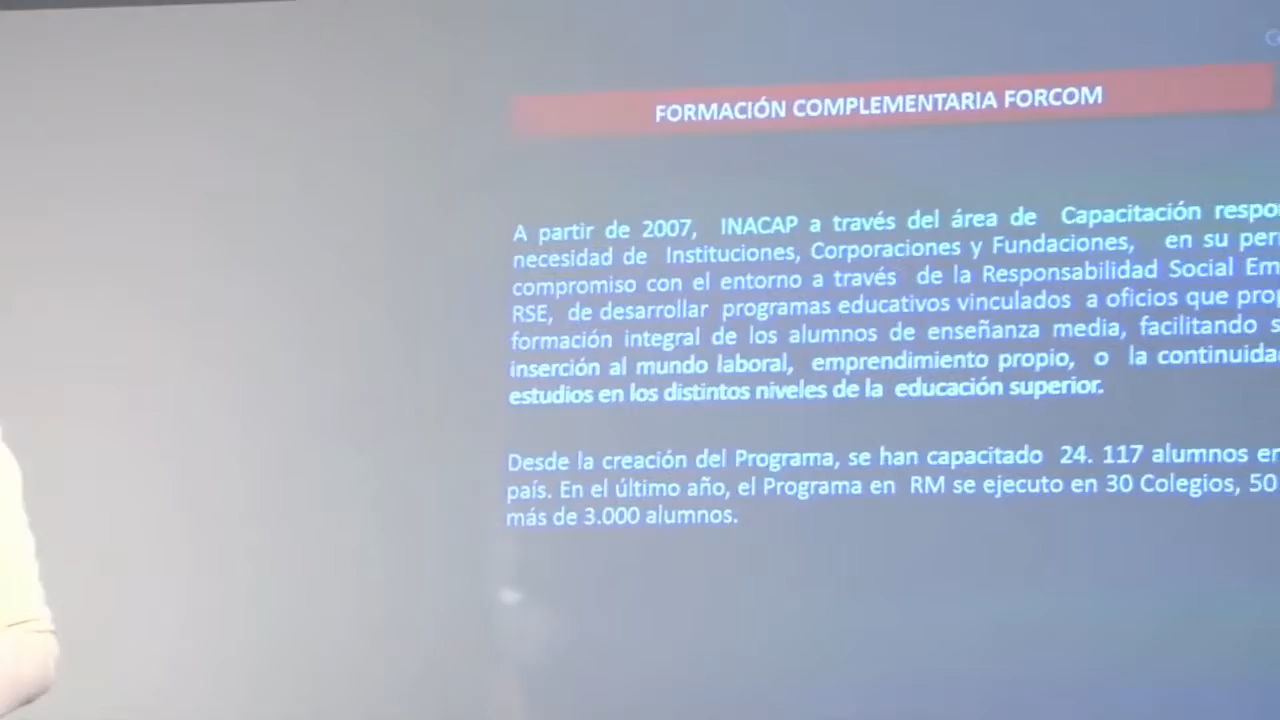 FORMACIÓN COMPLEMENTARIA FORCOM
A partir de 2007, INACAP a través del área de Capacitación
necesidad de Instituciones, Corporaciones y Fundaciones, en su
compromiso con el entorno a través de la Responsabilidad Social
RSE, de desarrollar programas educativos vinculados a oficios que
formación integral de los alumnos de enseñanza media, facilitando
inserción al mundo laboral, emprendimiento propio, o la
estudios en los distintos niveles de la educación superior.
Desde la creación del Programa, se han capacitado 24. 117 alumnos
país. En el último año, el Programa en RM se ejecuto en 30 Colegios, 50
más de 3.000 alumnos.